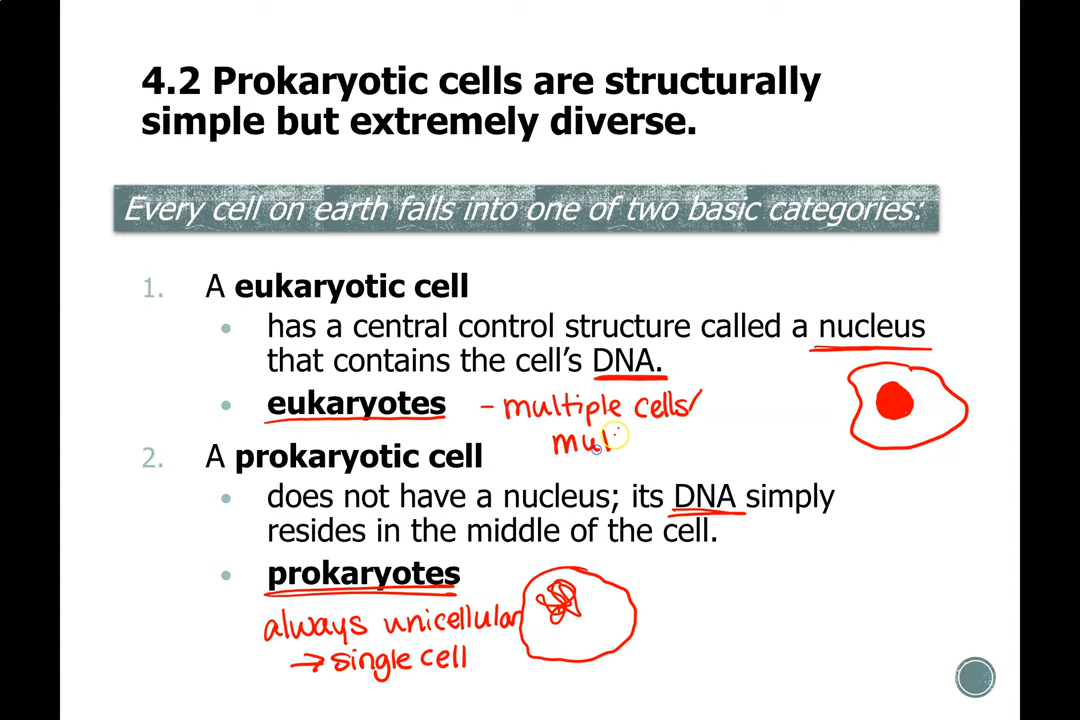 4.2 Prokaryotic cells are structurally
simple but extremely diverse.
Every cell on earth falls into one of two basic categories:
1. A eukaryotic cell
• has a central control structure called a nucleus
that contains the cell’s DNA.
• eukaryotes - multiple cells/
mul
2. A prokaryotic cell
• does not have a nucleus; its DNA simply
resides in the middle of the cell.
• prokaryotes
always unicellular
→ single cell